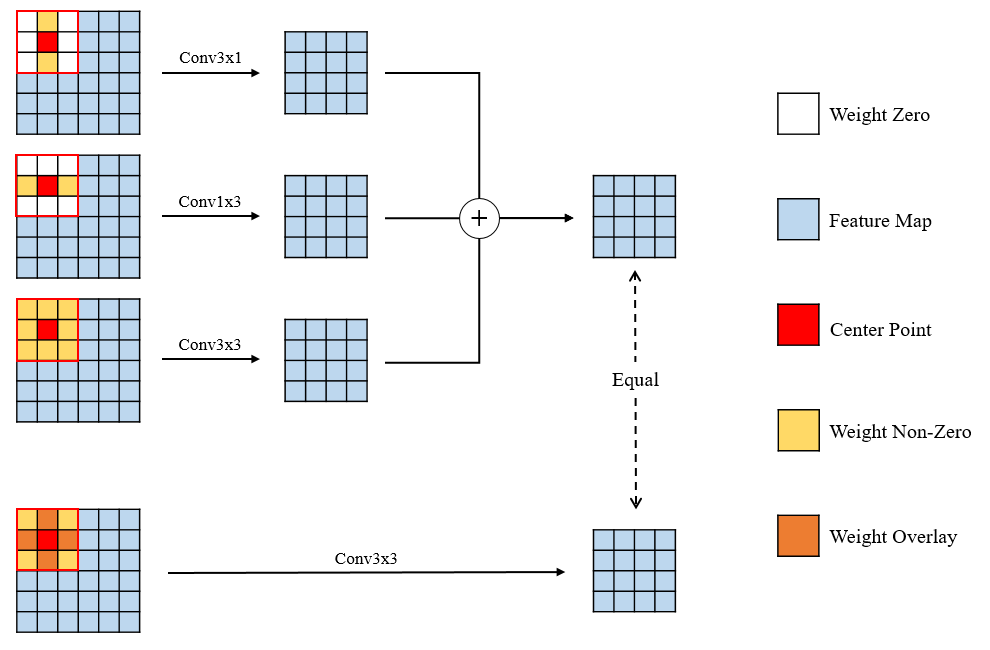 Conv3x1
Conv1x3
Conv3x3
+
Equal
Conv3x3
Weight Zero
Feature Map
Center Point
Weight Non-Zero
Weight Overlay